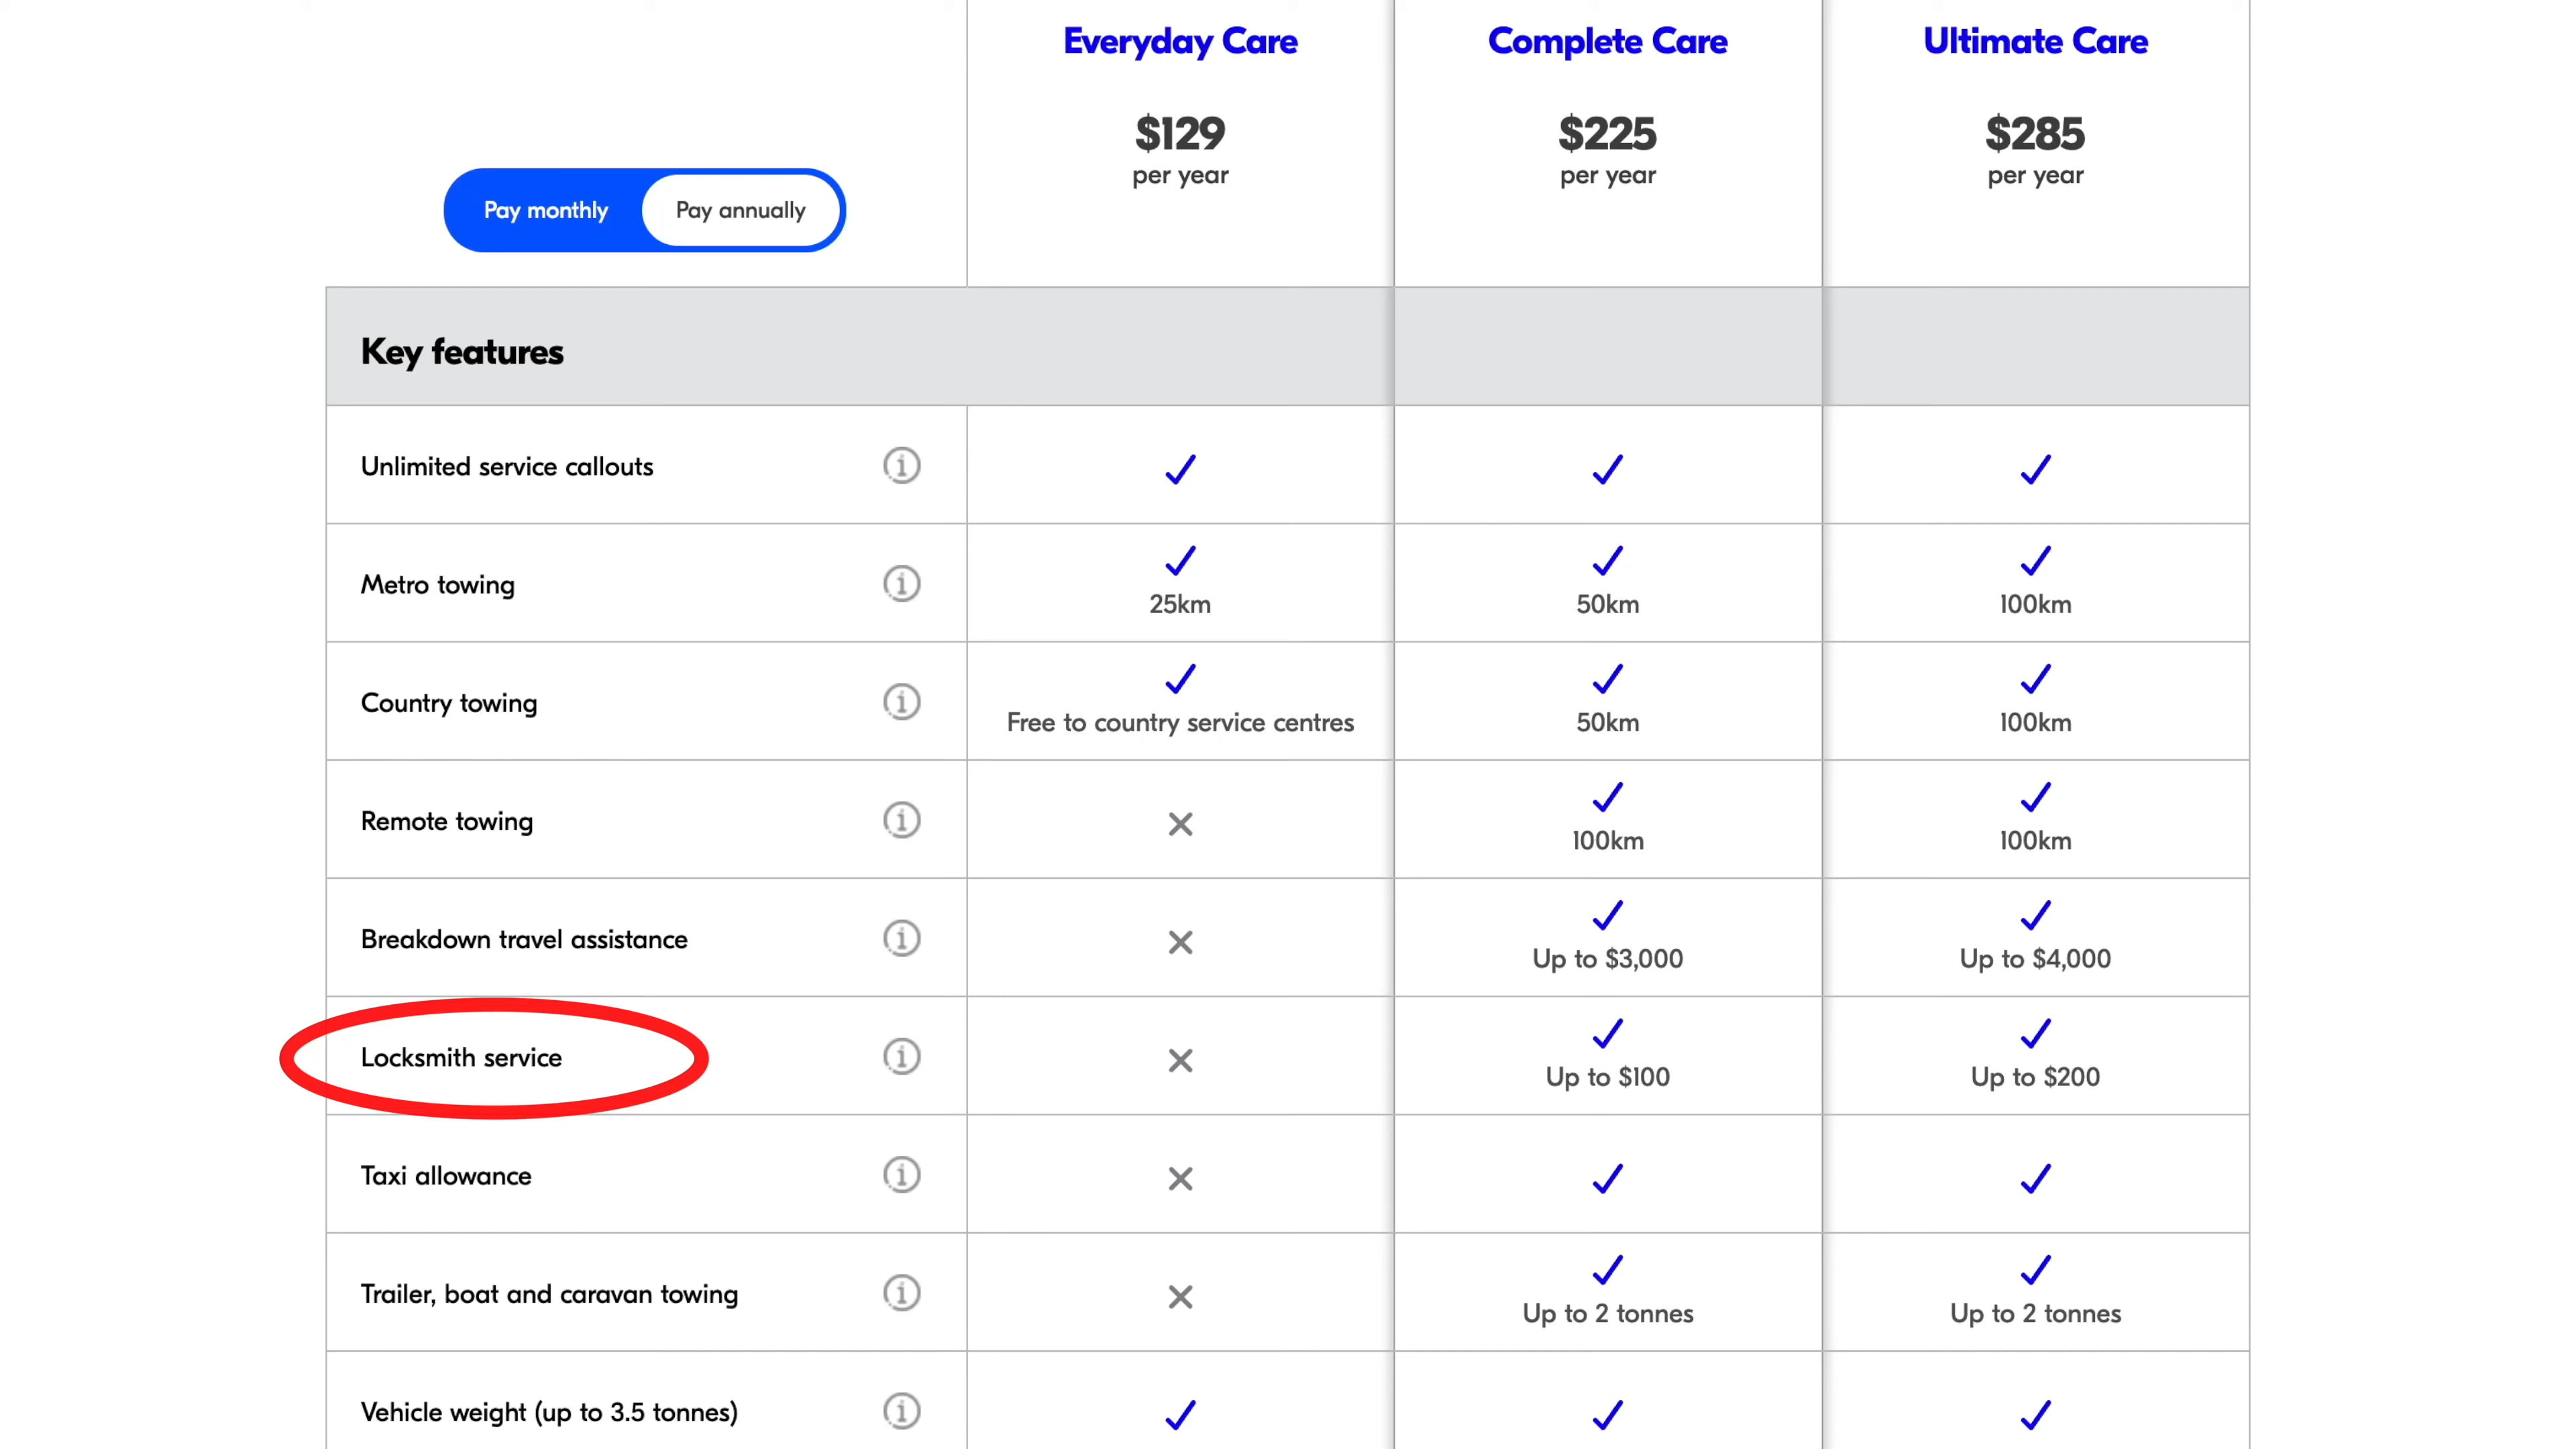 Everyday Care Complete Care Ultimate Care
$129 $225 $285
per year per year per year
Pay monthly Pay annually
Key features
Unlimited service callouts
Metro towing 25km 50km 100km
Country towing Free to country service centres 50km 100km
Remote towing 100km 100km
Breakdown travel assistance Up to $3,000 Up to $4,000
Locksmith service Up to $100 Up to $200
Taxi allowance
Trailer, boat and caravan towing Up to 2 tonnes Up to 2 tonnes
Vehicle weight (up to 3.5 tonnes)